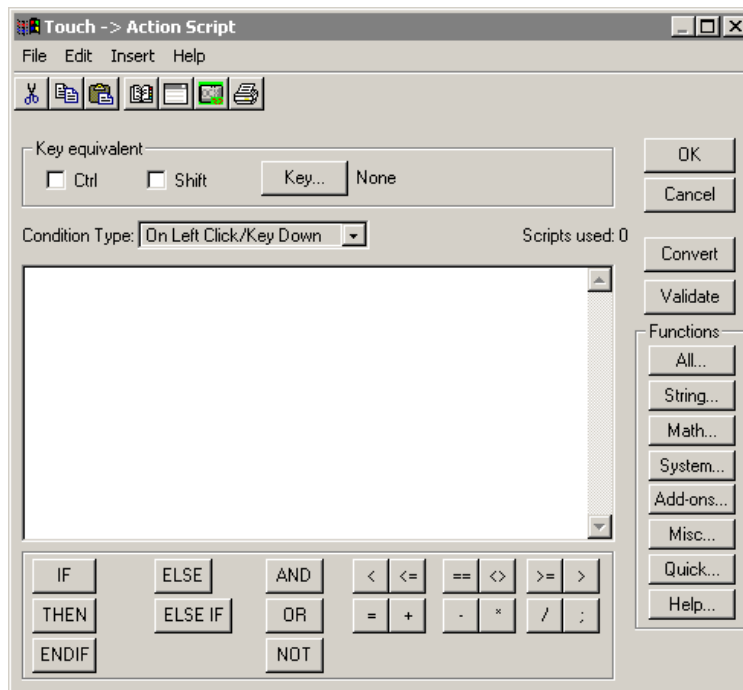 Touch -> Action Script
File Edit Insert Help
Key equivalent
Ctrl Shift Key... None
OK
Cancel
Condition Type: On Left Click/Key Down Scripts used: 0
Convert
Validate
Functions
All...
String...
Math...
System...
Add-ons...
Misc...
Quick...
Help...
IF ELSE AND < <= == <> >= >
THEN ELSE IF OR = + - * / ;
ENDIF NOT